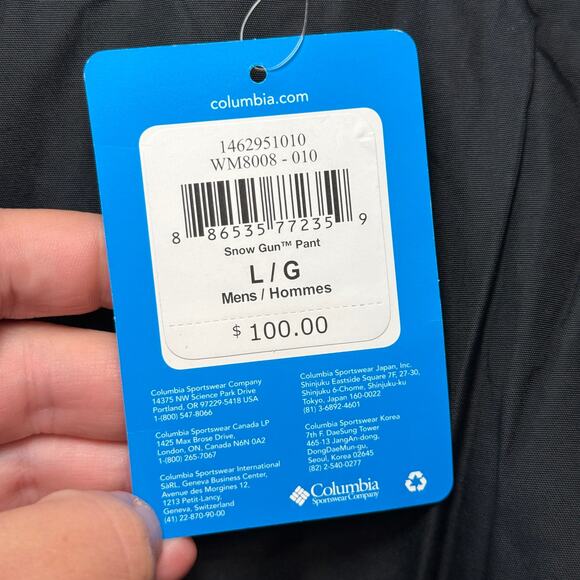 columbia.com
1462951010
WM8008 - 010
8 86535 77235 9
Snow Gun™ Pant
L / G
Mens / Hommes
$ 100.00
Columbia Sportswear Company
14375 NW Science Park Drive
Portland, OR 97229-5418 USA
1-(800) 547-8066
Columbia Sportswear Canada LP
1425 Max Brose Drive,
London, ON, Canada N6N 0A2
1-(800) 265-7067
Columbia Sportswear International
SàRL, Geneva Business Center,
Avenue des Morgines 12,
1213 Petit-Lancy,
Geneva, Switzerland
(41) 22-870-90-00
Columbia Sportswear Japan, Inc.
Shinjuku Eastside Square 7F, 27-30,
Shinjuku 6-Chome, Shinjuku-ku
Tokyo, Japan 160-0022
(81) 3-6892-4601
Columbia Sportswear Korea
7th F. DaeSung Tower
465-13 JangAn-dong,
DongDaeMun-gu,
Seoul, Korea 02645
(82) 2-540-0277
Columbia
Sportswear Company